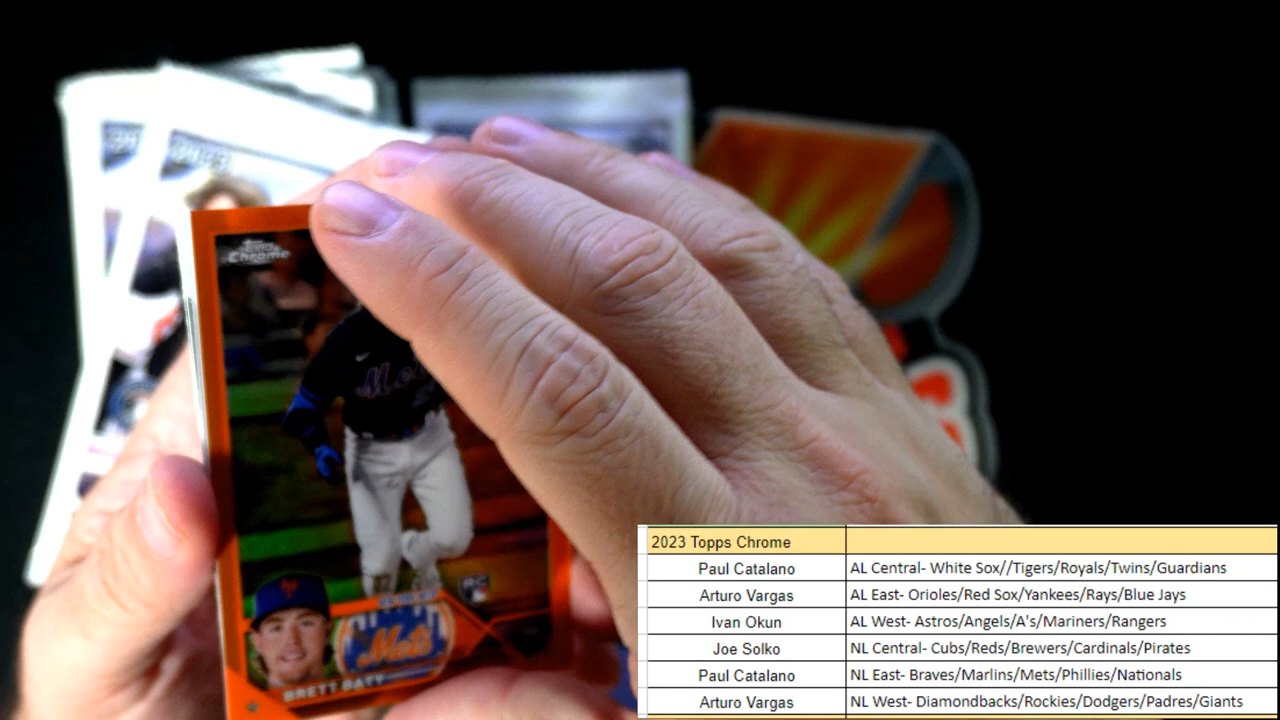 Topps
Chrome
Mets
RC
Mets
BRETT BATY
2023 Topps Chrome
Paul Catalano AL Central- White Sox//Tigers/Royals/Twins/Guardians
Arturo Vargas AL East- Orioles/Red Sox/Yankees/Rays/Blue Jays
Ivan Okun AL West- Astros/Angels/A's/Mariners/Rangers
Joe Solko NL Central- Cubs/Reds/Brewers/Cardinals/Pirates
Paul Catalano NL East- Braves/Marlins/Mets/Phillies/Nationals
Arturo Vargas NL West- Diamondbacks/Rockies/Dodgers/Padres/Giants